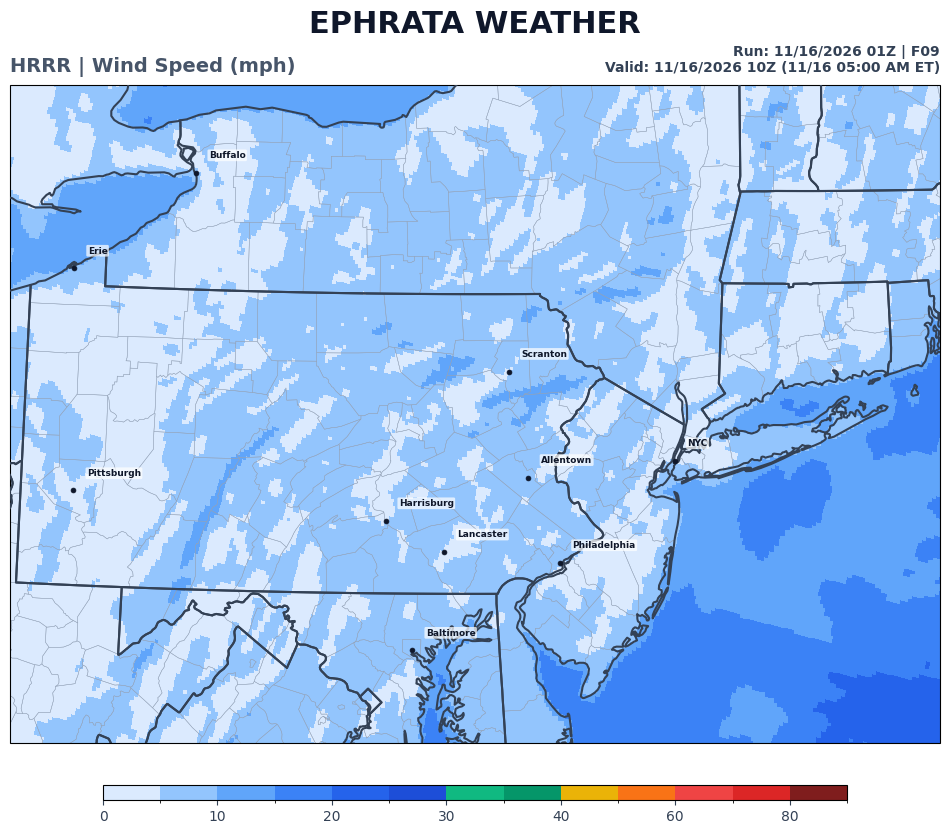 EPHRATA WEATHER
HRRR | Wind Speed (mph)
Run: 11/16/2026 01Z | F09
Valid: 11/16/2026 10Z (11/16 05:00 AM ET)
Buffalo
Erie
Scranton
NYC
Allentown
Pittsburgh
Harrisburg
Lancaster
Philadelphia
Baltimore
0 10 20 30 40 50 60 70 80